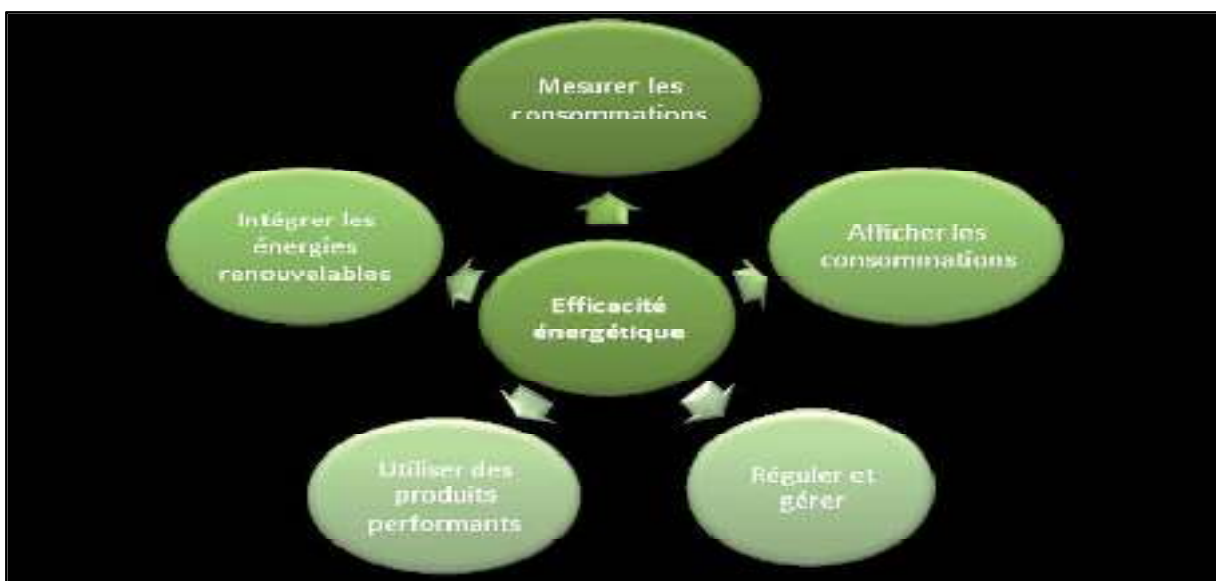 Mesurer les
consommations
Afficher les
consommations
Réguler et
gérer
Utiliser des
produits
performants
Intégrer les
énergies
renouvelables
Efficacité
énergétique